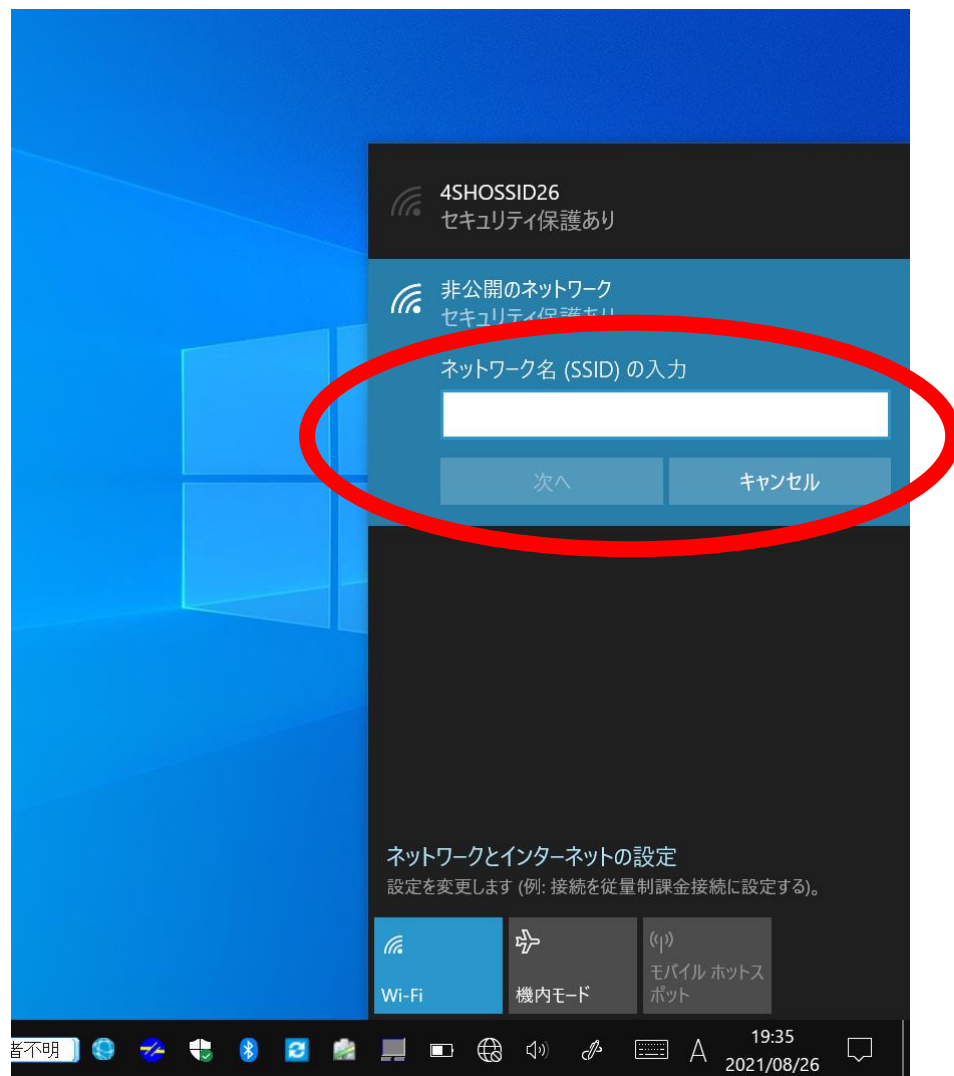 4SHOSSID26
セキュリティ保護あり
非公開のネットワーク
セキュリティ保護あり
ネットワーク名 (SSID) の入力
次へ
キャンセル
ネットワークとインターネットの設定
設定を変更します (例: 接続を従量制課金接続に設定する)。
Wi-Fi
機内モード
モバイル ホットス
ポット
者不明
A
19:35
2021/08/26